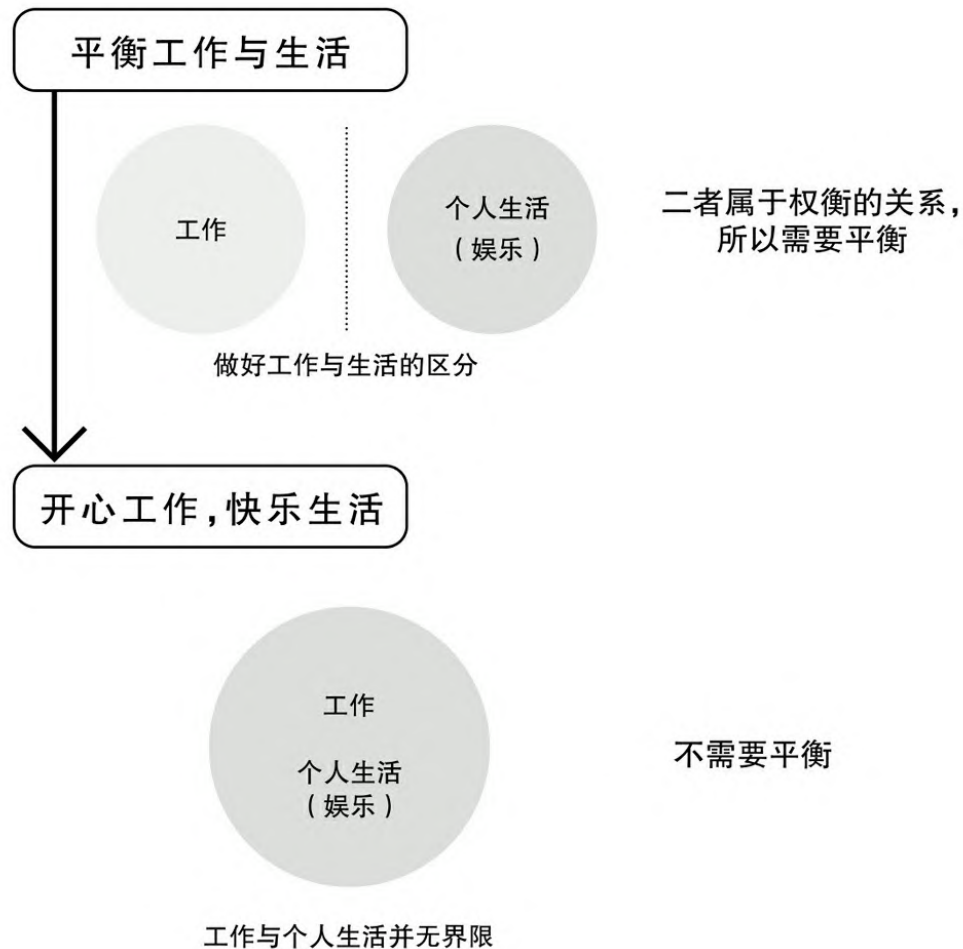 平衡工作与生活
工作
个人生活
（娱乐）
二者属于权衡的关系，
所以需要平衡
做好工作与生活的区分
开心工作，快乐生活
工作
个人生活
（娱乐）
不需要平衡
工作与个人生活并无界限